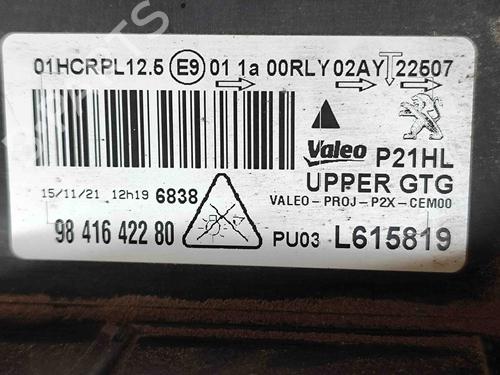 01HCRPL12.5 E9 01 1a 00RLY 02AY 22507
Valeo P21HL
UPPER GTG
15/11/21 12h19 6838
VALEO-PROJ-P2X-CEM00
98 416 422 80
PU03 L615819